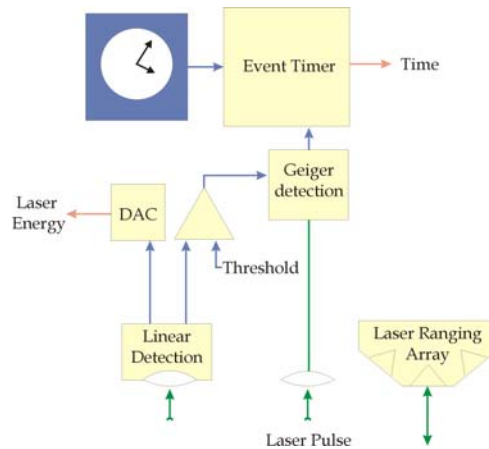 Event Timer
Time
Geiger
detection
Laser
Energy
DAC
Threshold
Linear
Detection
Laser Ranging
Array
Laser Pulse